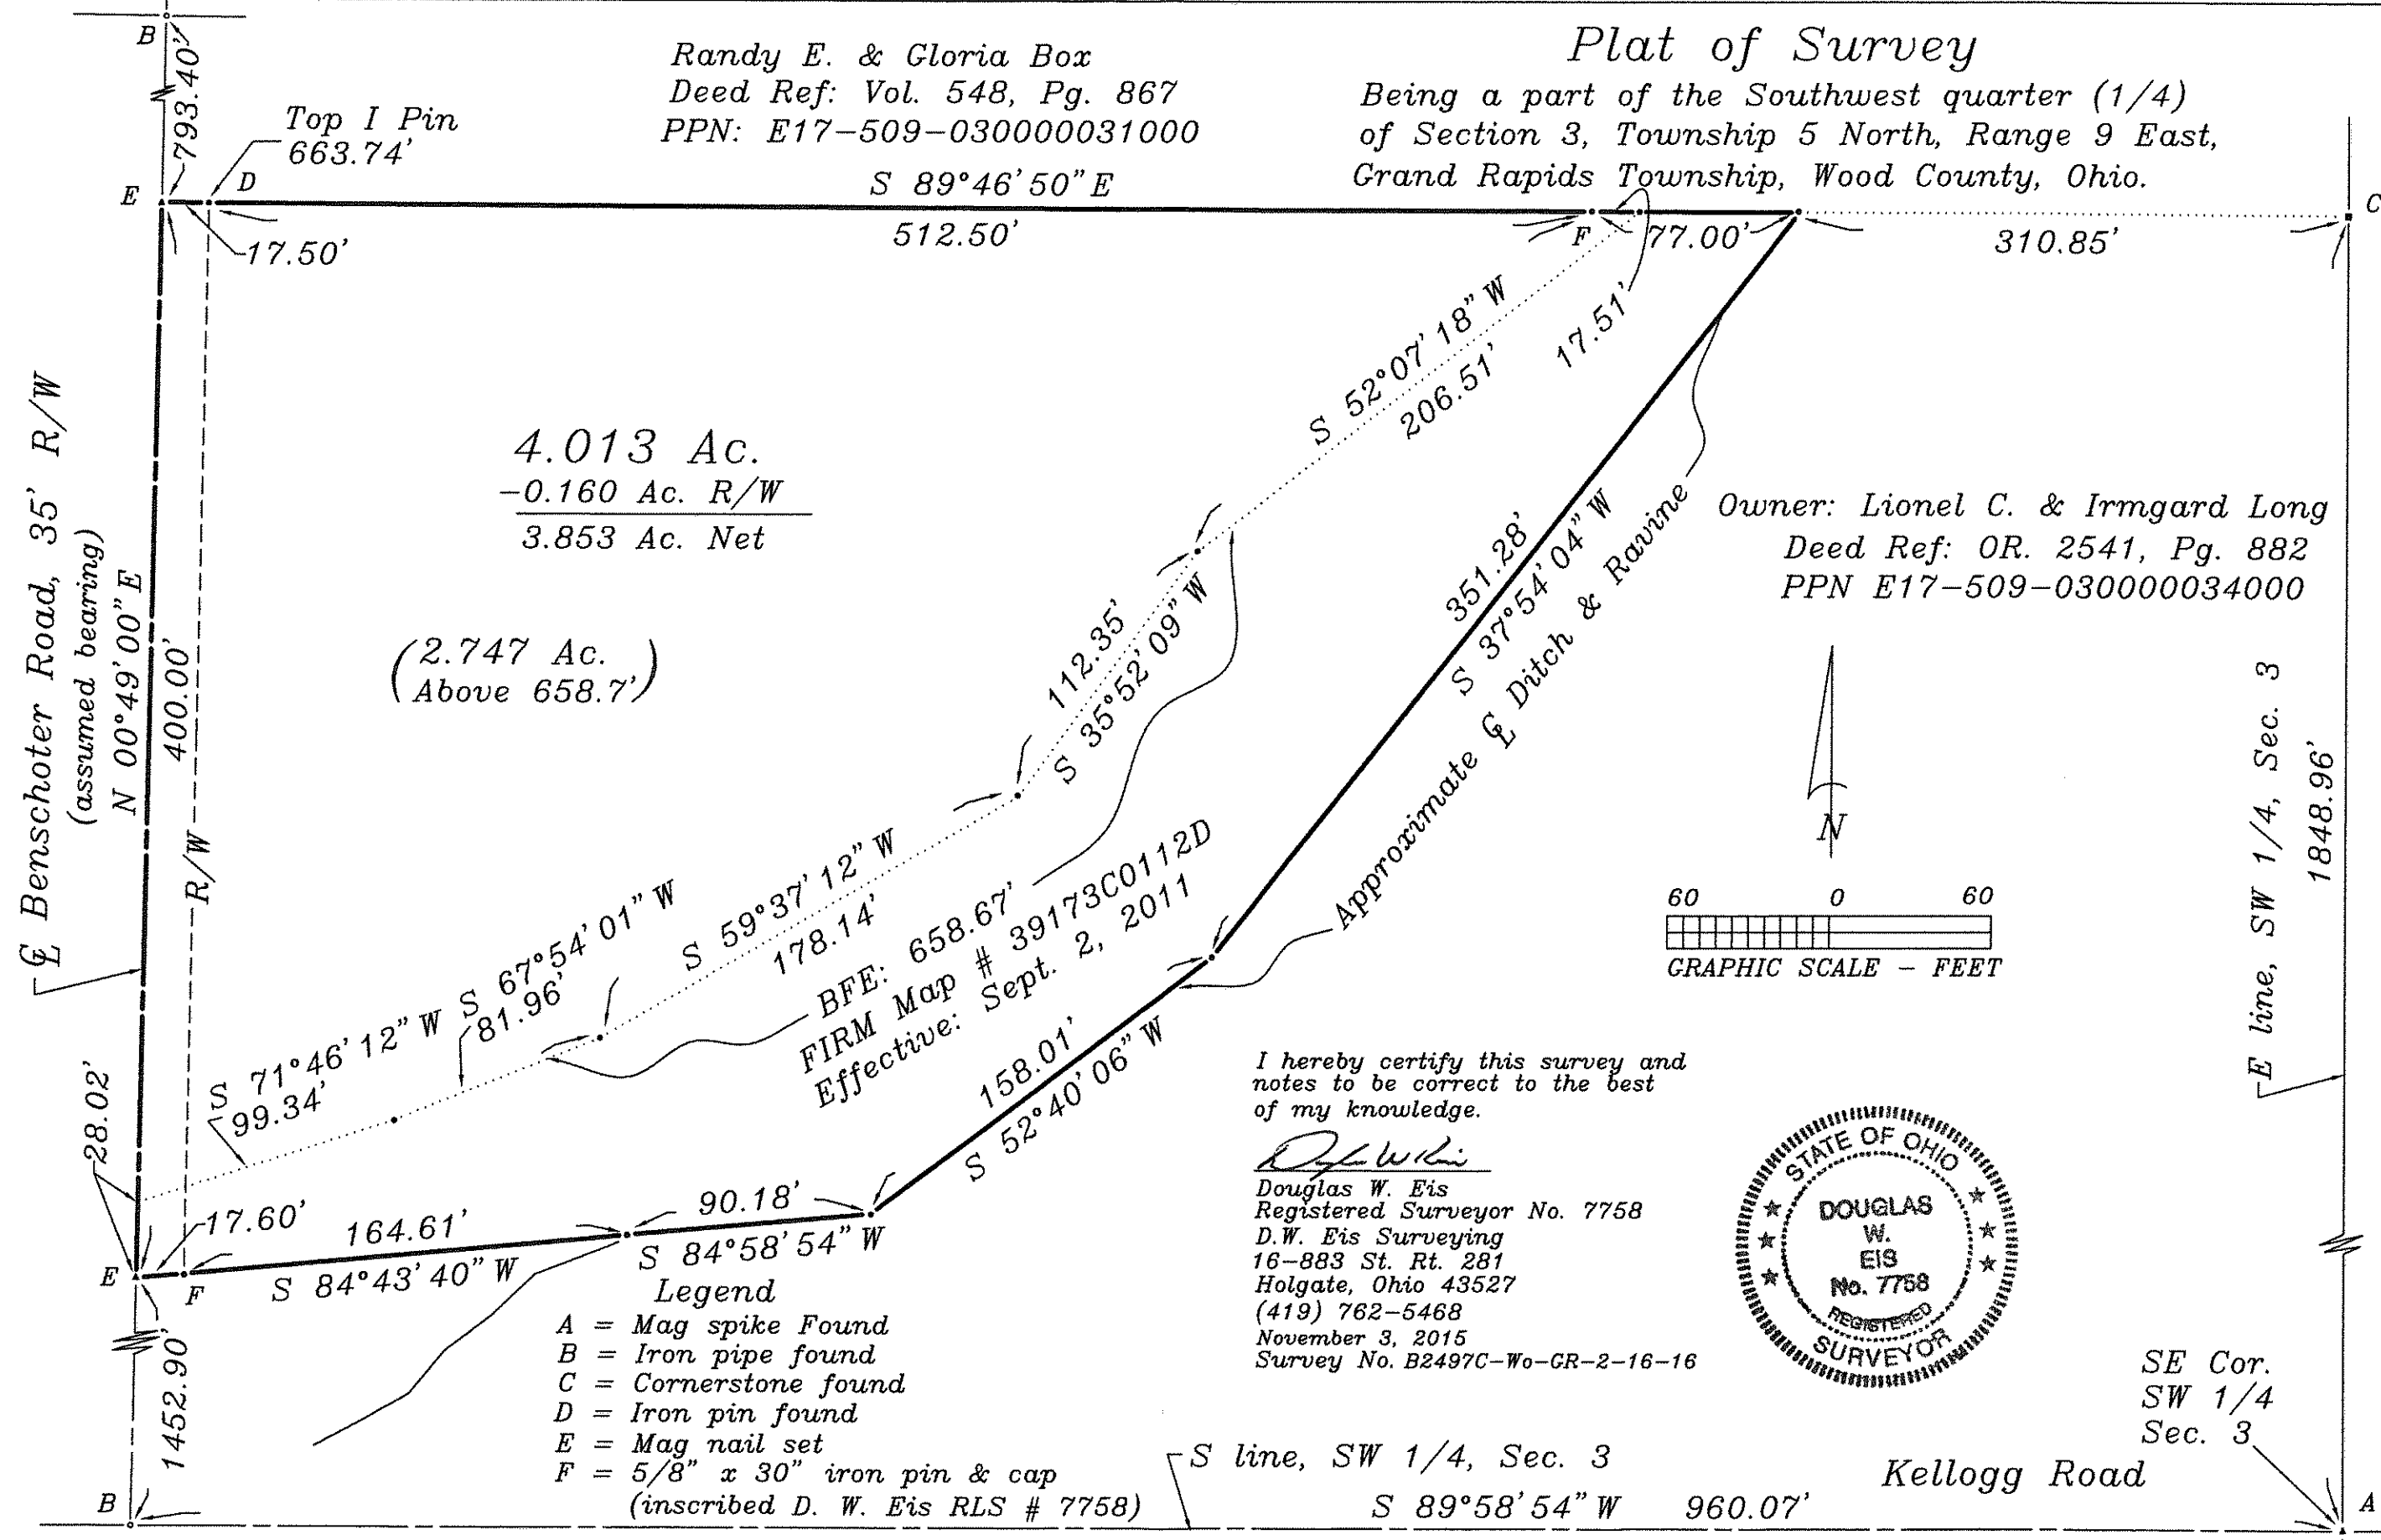 Plat of Survey
Being a part of the Southwest quarter (1/4)
of Section 3, Township 5 North, Range 9 East,
Grand Rapids Township, Wood County, Ohio.
Randy E. & Gloria Box
Deed Ref: Vol. 548, Pg. 867
PPN: E17-509-030000031000
B
793.40'
Top I Pin
663.74'
E
D
S 89°46'50" E
512.50'
17.50'
F
77.00'
17.51'
310.85'
C
℄ Benschoter Road, 35' R/W
(assumed bearing)
N 00°49'00" E
400.00'
R/W
4.013 Ac.
-0.160 Ac. R/W
3.853 Ac. Net
(2.747 Ac.
Above 658.7')
S 52°07'18" W
206.51'
112.35'
S 35°52'09" W
S 59°37'12" W
178.14'
S 67°54'01" W
81.96'
S 71°46'12" W
99.34'
28.02'
351.28'
S 37°54'04" W
Approximate ℄ Ditch & Ravine
Owner: Lionel C. & Irmgard Long
Deed Ref: OR. 2541, Pg. 882
PPN E17-509-030000034000
N
60 0 60
GRAPHIC SCALE - FEET
E line, SW 1/4, Sec. 3
1848.96'
BFE: 658.67'
FIRM Map # 39173C0112D
Effective: Sept. 2, 2011
158.01'
S 52°40'06" W
90.18'
S 84°58'54" W
17.60'
164.61'
S 84°43'40" W
E
F
1452.90'
B
Legend
A = Mag spike Found
B = Iron pipe found
C = Cornerstone found
D = Iron pin found
E = Mag nail set
F = 5/8" x 30" iron pin & cap
(inscribed D. W. Eis RLS # 7758)
I hereby certify this survey and
notes to be correct to the best
of my knowledge.
Douglas W. Eis
Registered Surveyor No. 7758
D.W. Eis Surveying
16-883 St. Rt. 281
Holgate, Ohio 43527
(419) 762-5468
November 3, 2015
Survey No. B2497C-Wo-GR-2-16-16
STATE OF OHIO
DOUGLAS
W.
EIS
No. 7758
REGISTERED
SURVEYOR
SE Cor.
SW 1/4
Sec. 3
S line, SW 1/4, Sec. 3
Kellogg Road
S 89°58'54" W 960.07'
A